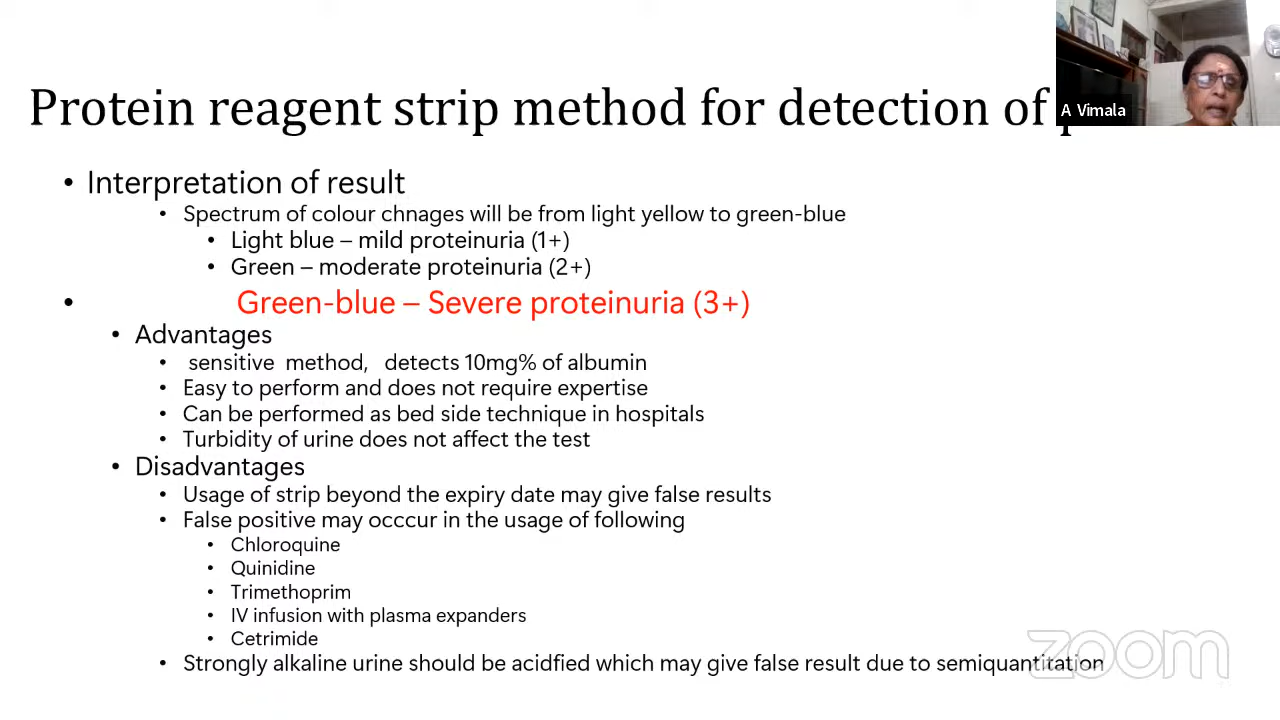 Protein reagent strip method for detection of
A Vimala
• Interpretation of result
• Spectrum of colour chnages will be from light yellow to green-blue
• Light blue – mild proteinuria (1+)
• Green – moderate proteinuria (2+)
• Green-blue – Severe proteinuria (3+)
• Advantages
• sensitive method, detects 10mg% of albumin
• Easy to perform and does not require expertise
• Can be performed as bed side technique in hospitals
• Turbidity of urine does not affect the test
• Disadvantages
• Usage of strip beyond the expiry date may give false results
• False positive may occcur in the usage of following
• Chloroquine
• Quinidine
• Trimethoprim
• IV infusion with plasma expanders
• Cetrimide
• Strongly alkaline urine should be acidfied which may give false result due to semiquantitation
zoom